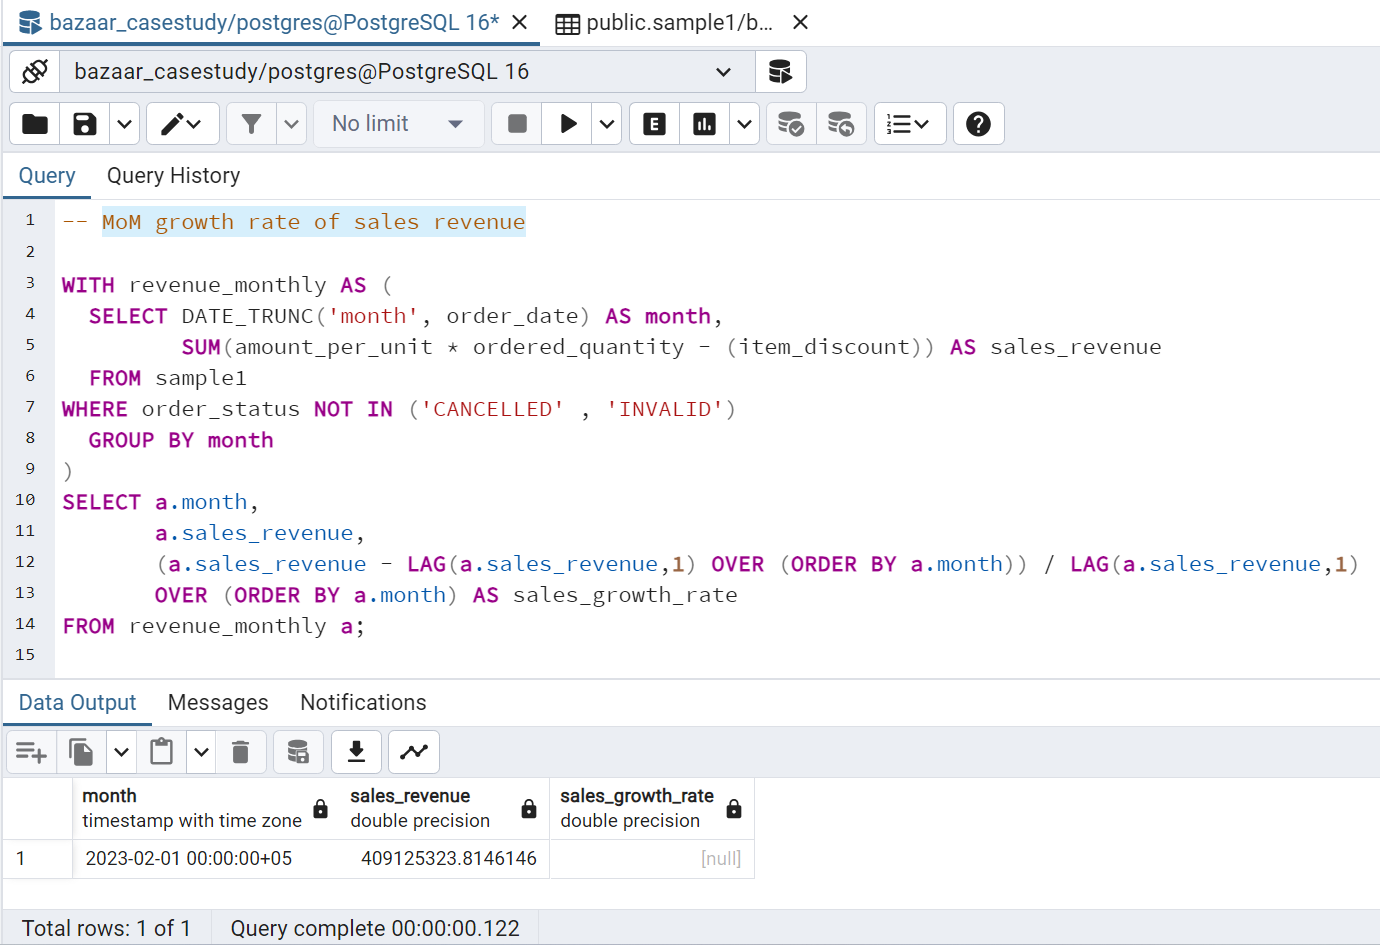 bazaar_casestudy/postgres@PostgreSQL 16*
public.sample1/b...
bazaar_casestudy/postgres@PostgreSQL 16
No limit
E
Query
Query History
1 -- MoM growth rate of sales revenue
2
3 WITH revenue_monthly AS (
4 SELECT DATE_TRUNC('month', order_date) AS month,
5 SUM(amount_per_unit * ordered_quantity - (item_discount)) AS sales_revenue
6 FROM sample1
7 WHERE order_status NOT IN ('CANCELLED' , 'INVALID')
8 GROUP BY month
9 )
10 SELECT a.month,
11 a.sales_revenue,
12 (a.sales_revenue - LAG(a.sales_revenue,1) OVER (ORDER BY a.month)) / LAG(a.sales_revenue,1)
13 OVER (ORDER BY a.month) AS sales_growth_rate
14 FROM revenue_monthly a;
15
Data Output
Messages
Notifications
month sales_revenue sales_growth_rate
timestamp with time zone double precision double precision
1 2023-02-01 00:00:00+05 409125323.8146146 [null]
Total rows: 1 of 1 Query complete 00:00:00.122